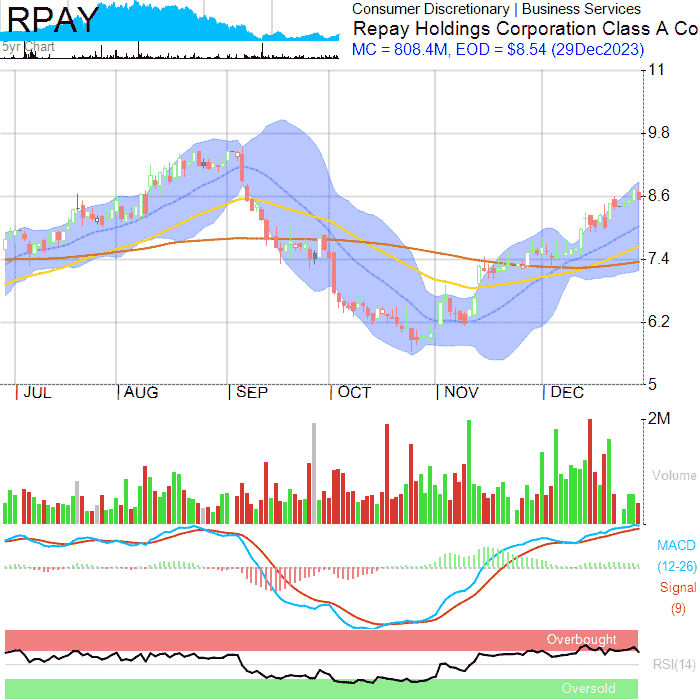 RPAY
Consumer Discretionary | Business Services
Repay Holdings Corporation Class A Co
5yr Chart
MC = 808.4M, EOD = $8.54 (29Dec2023)
11
9.8
8.6
7.4
6.2
5
JUL AUG SEP OCT NOV DEC
2M
Volume
MACD
(12-26)
Signal
(9)
Overbought
RSI(14)
Oversold